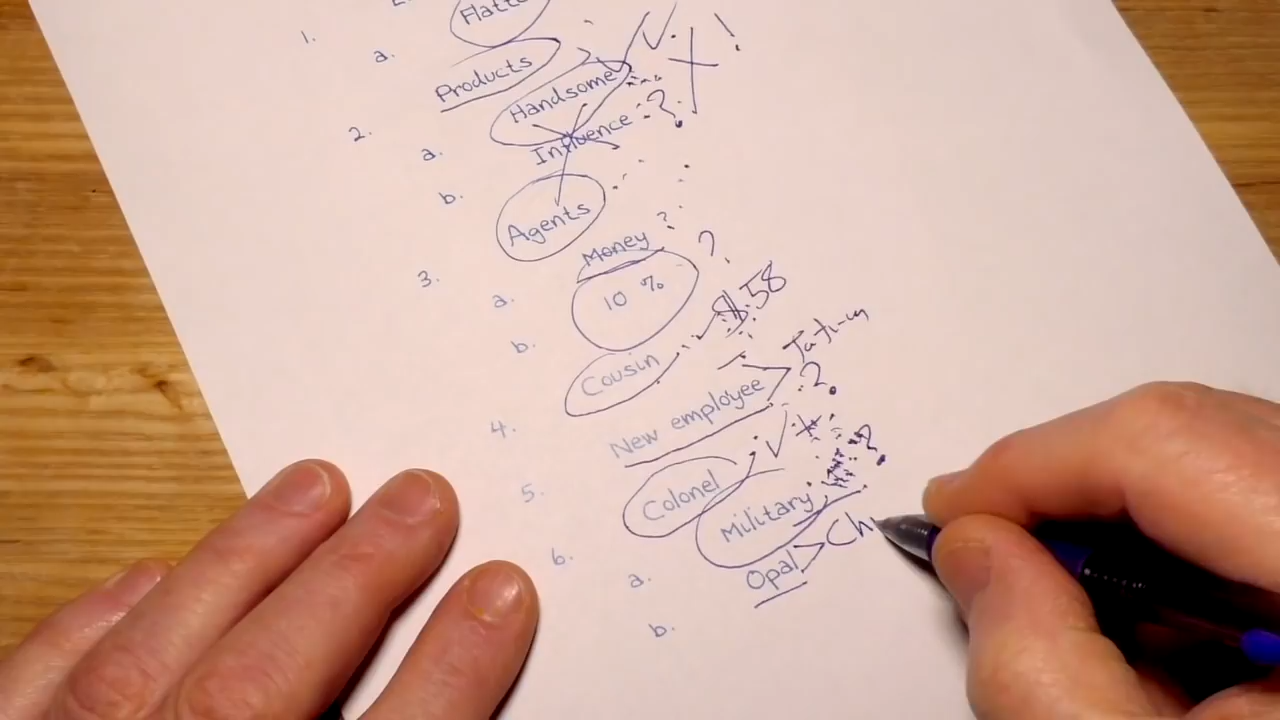 Flatte
1.
a. Products
Handsome
2.
a. Influence ?
b. Agents
Money ?
3.
a. 10 % ?
b. Cousin $.58
New employee > ?
4.
Colonel
5.
Military ?
6.
a. Opal > Ch
b.